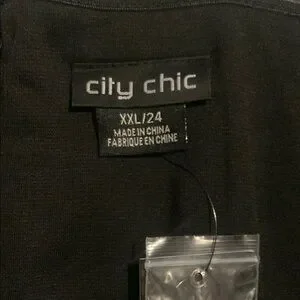 city chic
XXL/24
MADE IN CHINA
FABRIQUE EN CHINE